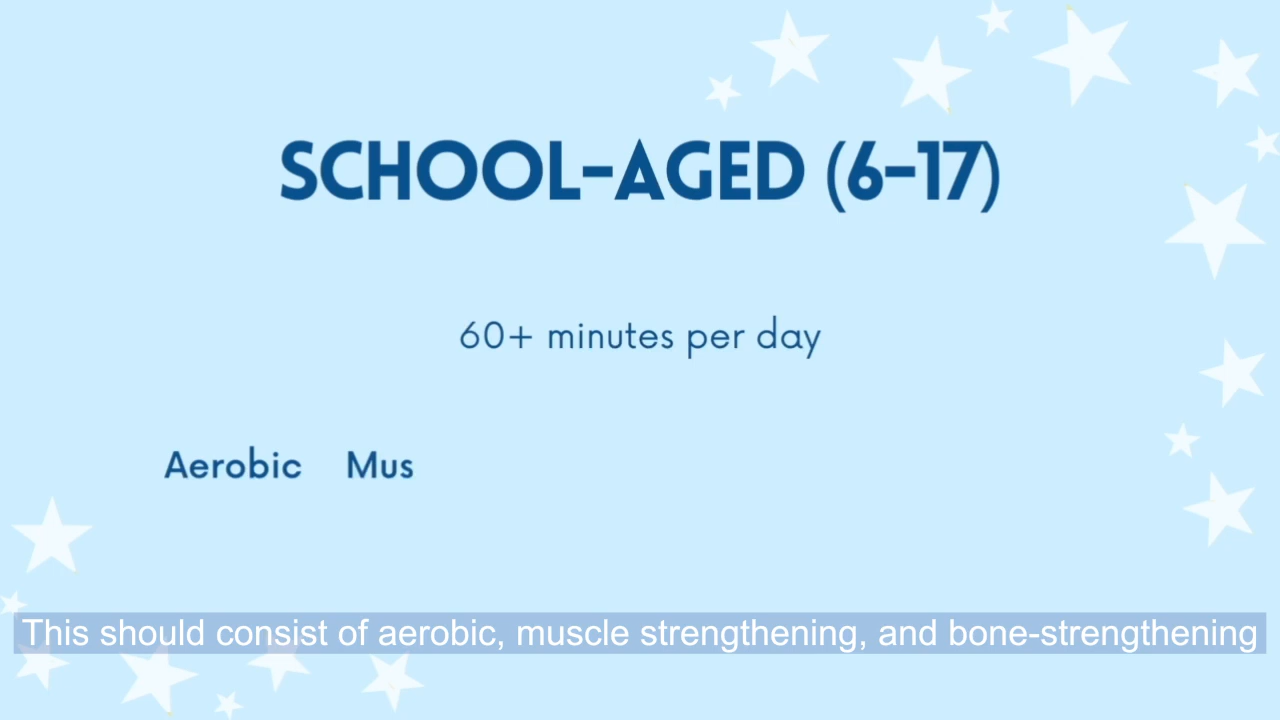 SCHOOL-AGED (6-17)
60+ minutes per day
Aerobic Mus
This should consist of aerobic, muscle strengthening, and bone-strengthening